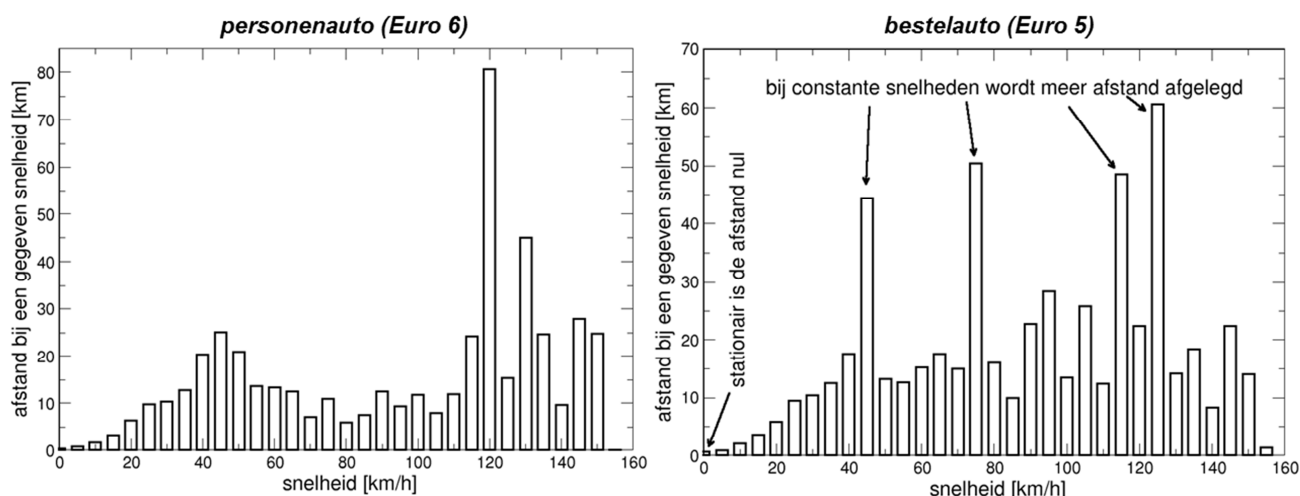 personenauto (Euro 6)
afstand bij een gegeven snelheid [km]
80
70
60
50
40
30
20
10
0
0 20 40 60 80 100 120 140 160
snelheid [km/h]
bestelauto (Euro 5)
afstand bij een gegeven snelheid [km]
70
60
50
40
30
20
10
0
bij constante snelheden wordt meer afstand afgelegd
stationair is de afstand nul
0 20 40 60 80 100 120 140 160
snelheid [km/h]